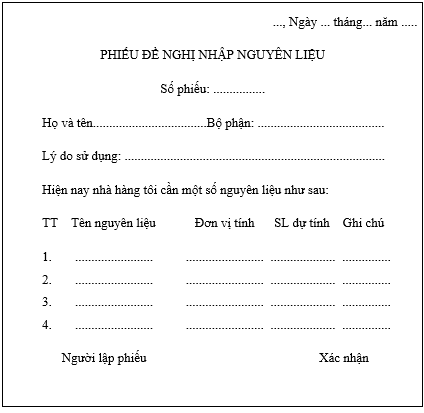 ..., Ngày ... tháng... năm .....
PHIẾU ĐỀ NGHỊ NHẬP NGUYÊN LIỆU
Số phiếu: ................
Họ và tên...................................Bộ phận: .......................................
Lý do sử dụng: ................................................................................
Hiện nay nhà hàng tôi cần một số nguyên liệu như sau:
TT Tên nguyên liệu Đơn vị tính SL dự tính Ghi chú
1. ........................ ........................ .................... ...............
2. ........................ ........................ .................... ...............
3. ........................ ........................ .................... ...............
4. ........................ ........................ .................... ...............
Người lập phiếu Xác nhận